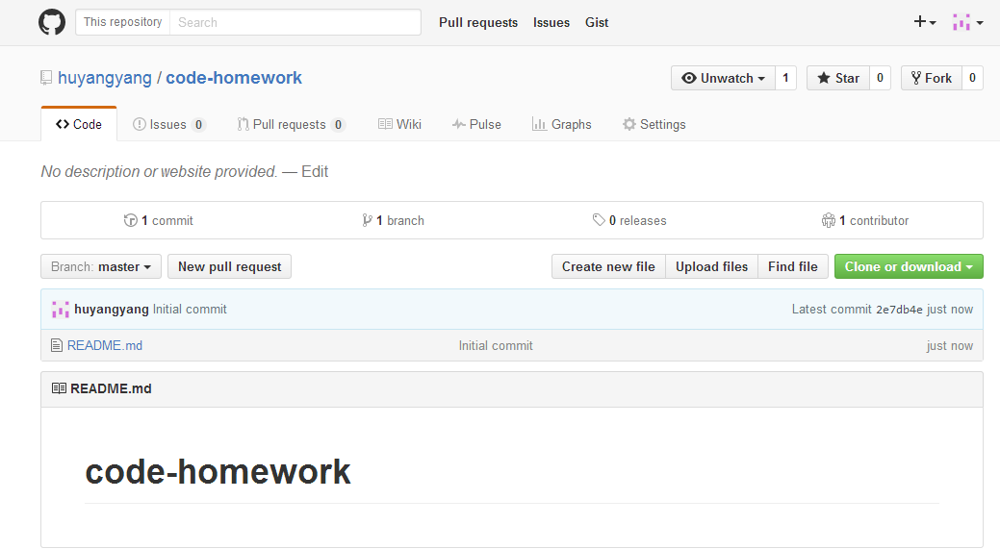 This repository Search Pull requests Issues Gist
huyangyang / code-homework Unwatch 1 Star 0 Fork 0
Code Issues 0 Pull requests 0 Wiki Pulse Graphs Settings
No description or website provided. — Edit
1 commit 1 branch 0 releases 1 contributor
Branch: master New pull request Create new file Upload files Find file Clone or download
huyangyang Initial commit Latest commit 2e7db4e just now
README.md Initial commit just now
README.md
code-homework